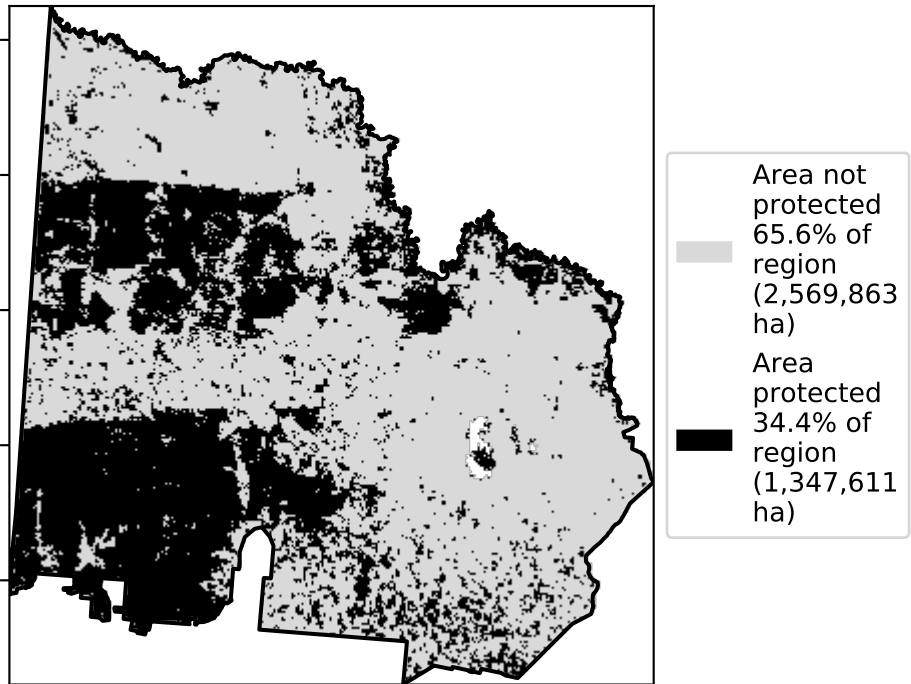 Area not
protected
65.6% of
region
(2,569,863
ha)
Area
protected
34.4% of
region
(1,347,611
ha)